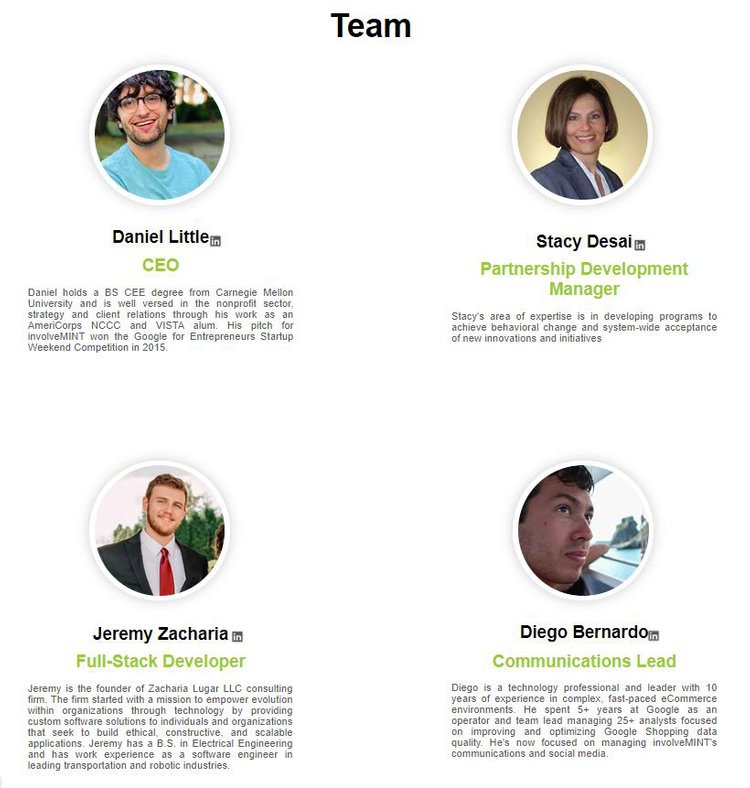 Team
Daniel Little
in
CEO
Daniel holds a BS CEE degree from Carnegie Mellon
University and is well versed in the nonprofit sector,
strategy and client relations through his work as an
AmeriCorps NCCC and VISTA alum. His pitch for
involveMINT won the Google for Entrepreneurs Startup
Weekend Competition in 2015.
Stacy Desai
in
Partnership Development
Manager
Stacy's area of expertise is in developing programs to
achieve behavioral change and system-wide acceptance
of new innovations and initiatives
Jeremy Zacharia
in
Full-Stack Developer
Jeremy is the founder of Zacharia Lugar LLC consulting
firm. The firm started with a mission to empower evolution
within organizations through technology by providing
custom software solutions to individuals and organizations
that seek to build ethical, constructive, and scalable
applications. Jeremy has a B.S. in Electrical Engineering
and has work experience as a software engineer in
leading transportation and robotic industries.
Diego Bernardo
in
Communications Lead
Diego is a technology professional and leader with 10
years of experience in complex, fast-paced eCommerce
environments. He spent 5+ years at Google as an
operator and team lead managing 25+ analysts focused
on improving and optimizing Google Shopping data
quality. He's now focused on managing involveMINT's
communications and social media.